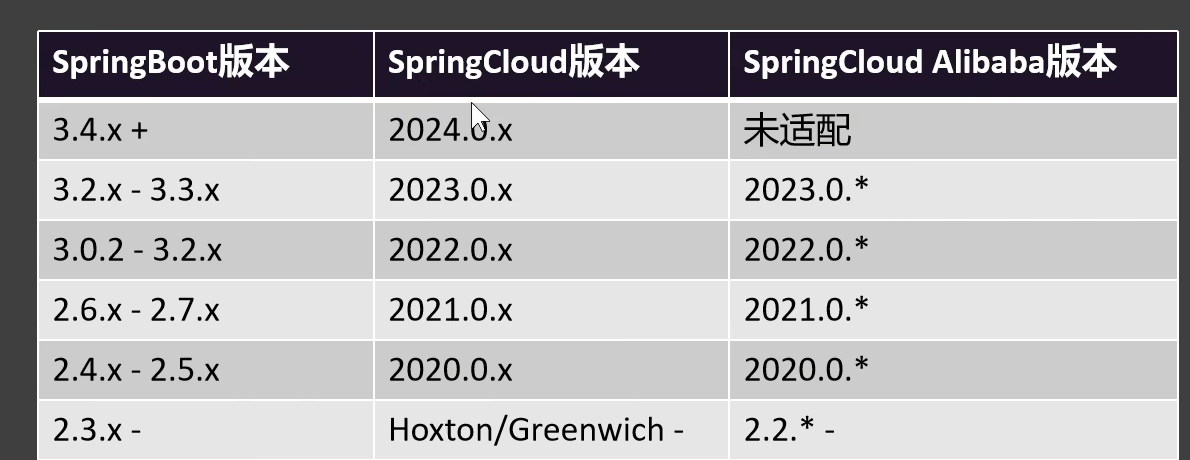 SpringBoot版本 SpringCloud版本 SpringCloud Alibaba版本
3.4.x + 2024.0.x 未适配
3.2.x - 3.3.x 2023.0.x 2023.0.*
3.0.2 - 3.2.x 2022.0.x 2022.0.*
2.6.x - 2.7.x 2021.0.x 2021.0.*
2.4.x - 2.5.x 2020.0.x 2020.0.*
2.3.x - Hoxton/Greenwich - 2.2.* -